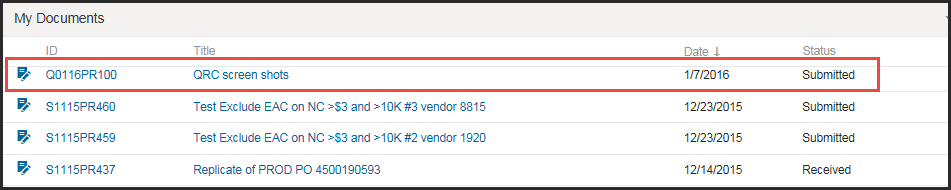 My Documents
ID Title Date ↓ Status
Q0116PR100 QRC screen shots 1/7/2016 Submitted
S1115PR460 Test Exclude EAC on NC >$3 and >10K #3 vendor 8815 12/23/2015 Submitted
S1115PR459 Test Exclude EAC on NC >$3 and >10K #2 vendor 1920 12/23/2015 Submitted
S1115PR437 Replicate of PROD PO 4500190593 12/14/2015 Received